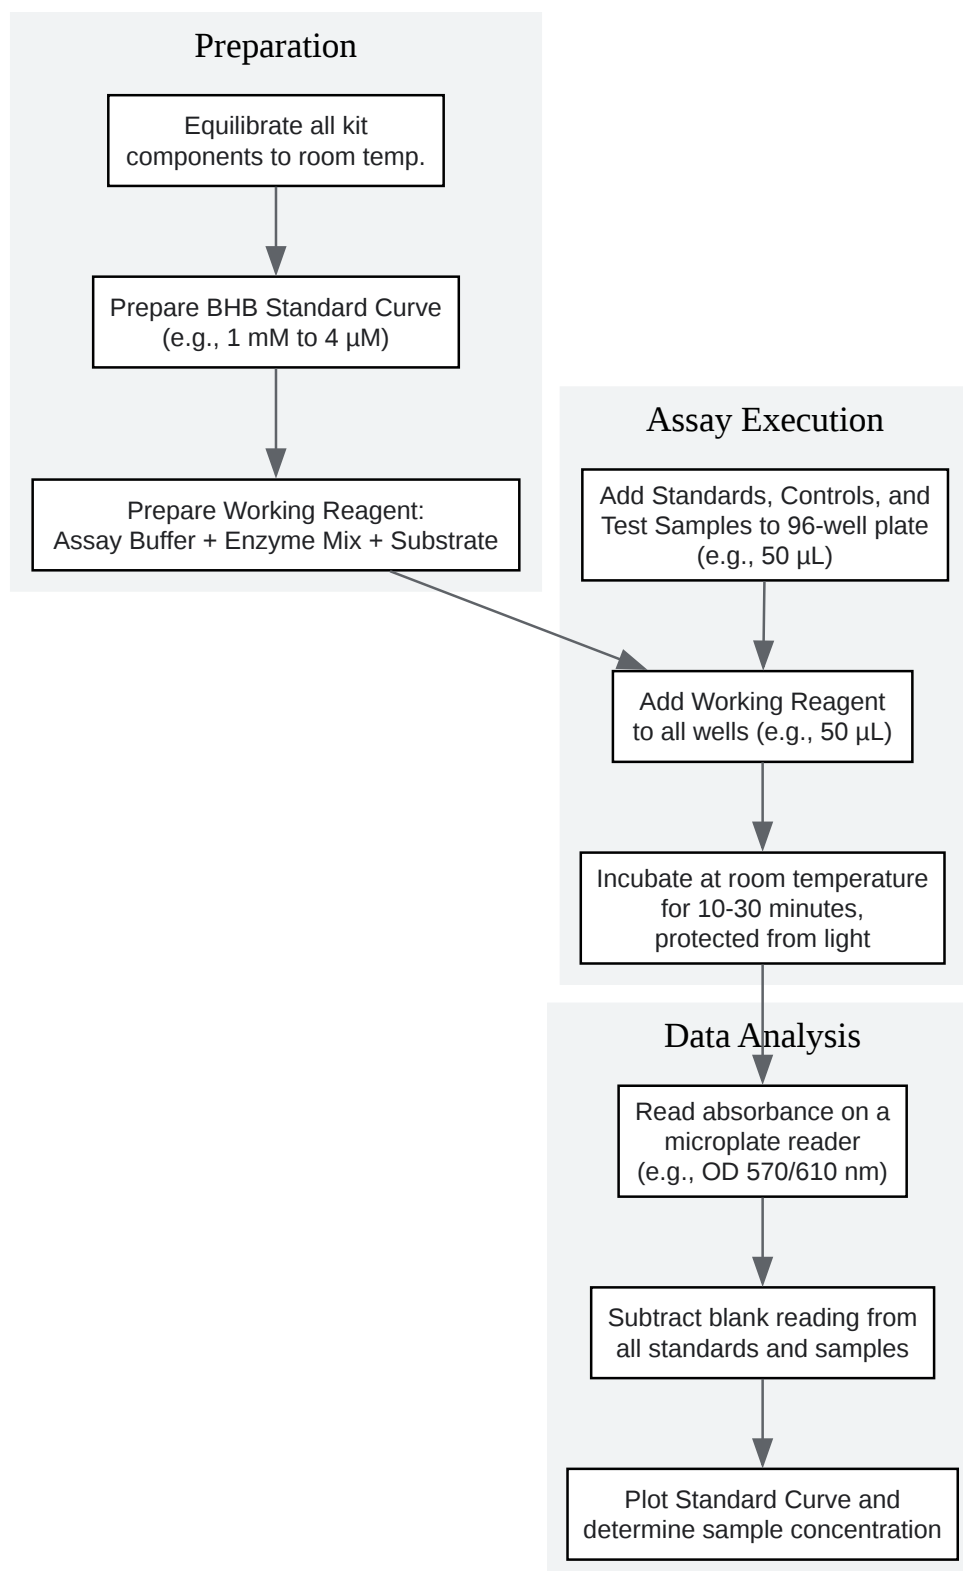 Preparation
Equilibrate all kit
components to room temp.
Prepare BHB Standard Curve
(e.g., 1 mM to 4 µM)
Prepare Working Reagent:
Assay Buffer + Enzyme Mix + Substrate
Assay Execution
Add Standards, Controls, and
Test Samples to 96-well plate
(e.g., 50 µL)
Add Working Reagent
to all wells (e.g., 50 µL)
Incubate at room temperature
for 10-30 minutes,
protected from light
Data Analysis
Read absorbance on a
microplate reader
(e.g., OD 570/610 nm)
Subtract blank reading from
all standards and samples
Plot Standard Curve and
determine sample concentration